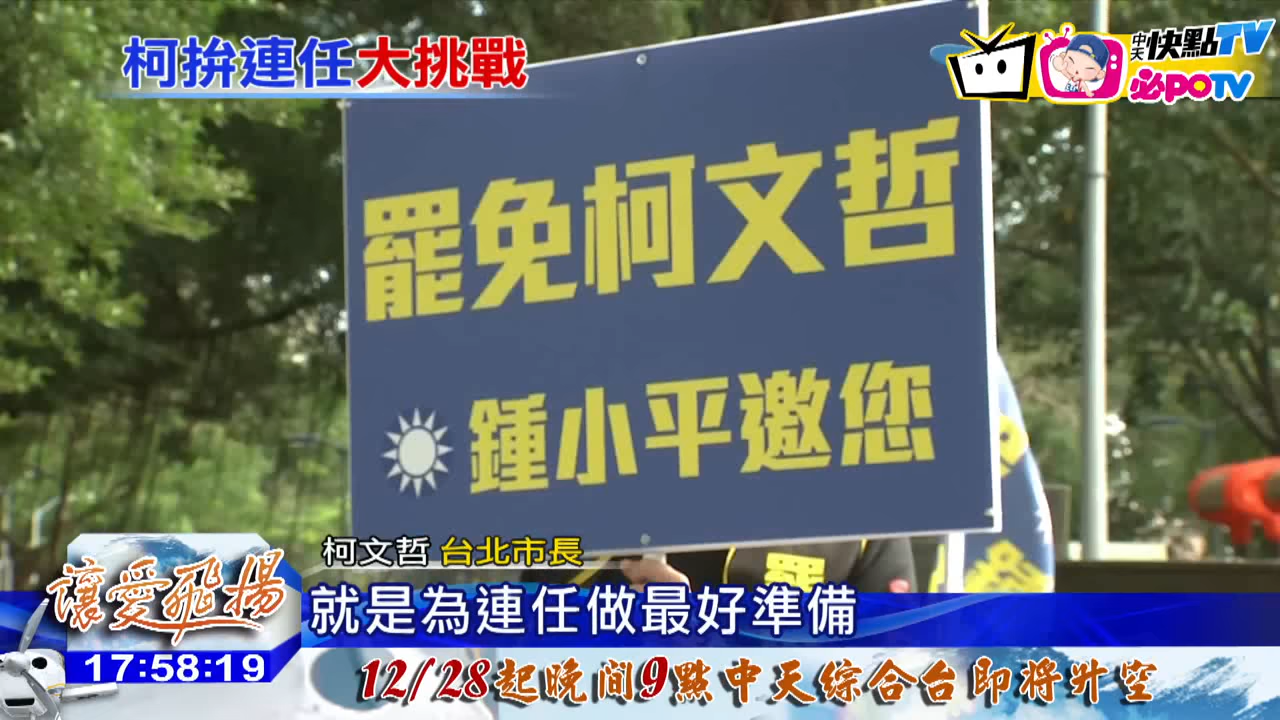 柯拚連任大挑戰
中天快點TV
必POTV
罷免柯文哲
鍾小平邀您
罷
柯文哲 台北市長
就是為連任做最好準備
讓愛飛揚
17:58:19
12/28起晚间9點中天綜合台即將升空